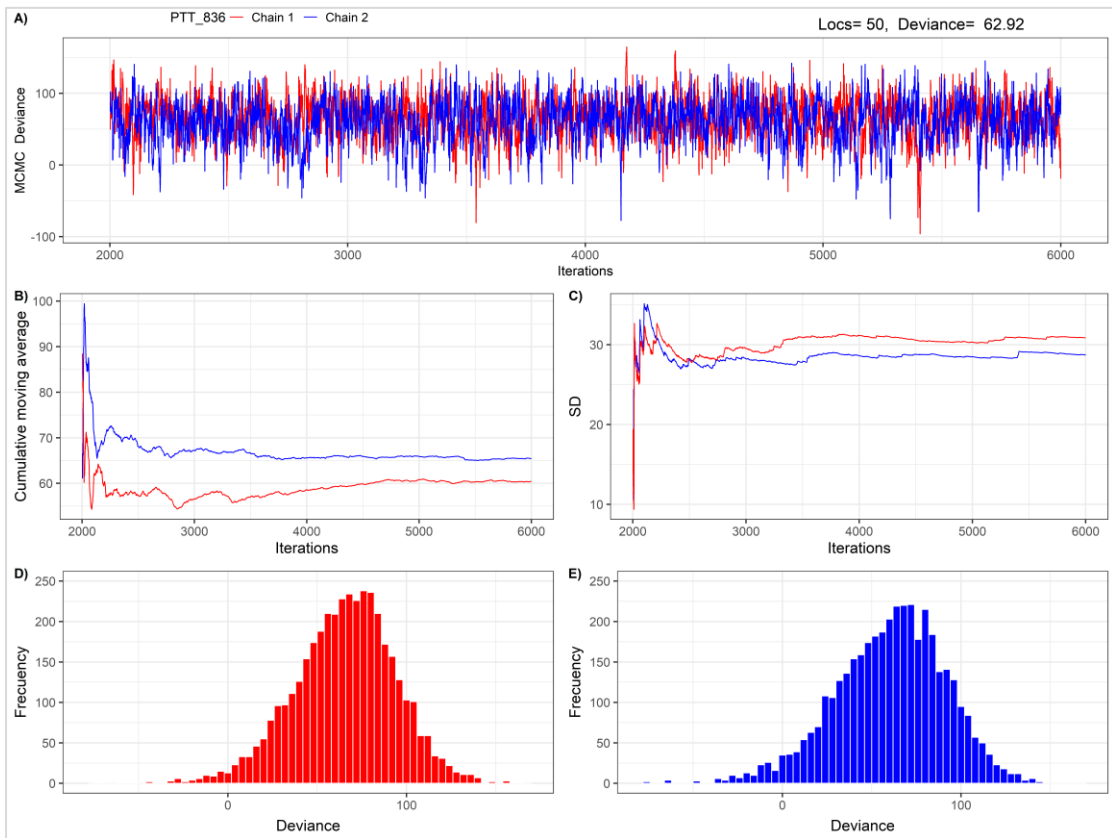 A) PTT_836 Chain 1 Chain 2 Locs= 50, Deviance= 62.92
MCMC Deviance
100
0
-100
2000 3000 4000 5000 6000
Iterations
B)
Cumulative moving average
100
90
80
70
60
2000 3000 4000 5000 6000
Iterations
C)
SD
30
20
10
2000 3000 4000 5000 6000
Iterations
D)
Frecuency
250
200
150
100
50
0
0 100
Deviance
E)
Frecuency
250
200
150
100
50
0
0 100
Deviance